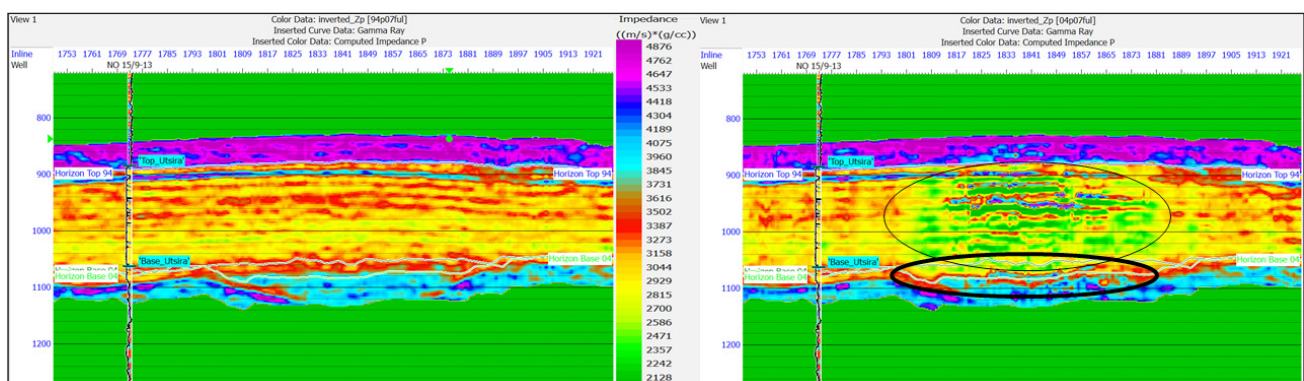 View 1
Color Data: inverted_Zp [94p07ful]
Inserted Curve Data: Gamma Ray
Inserted Color Data: Computed Impedance P
Inline 1753 1761 1769 1777 1785 1793 1801 1809 1817 1825 1833 1841 1849 1857 1865 1873 1881 1889 1897 1905 1913 1921
Well NO 15/9-13
800
900
1000
1100
1200
'Top_Utsira'
Horizon Top 94
Horizon Top 94
'Base_Utsira'
Horizon Base 04
Horizon Base 04
Horizon Base 04
Impedance
((m/s)*(g/cc))
4876
4762
4647
4533
4418
4304
4189
4075
3960
3845
3731
3616
3502
3387
3273
3158
3044
2929
2815
2700
2586
2471
2357
2242
2128
View 1
Color Data: inverted_Zp [04p07ful]
Inserted Curve Data: Gamma Ray
Inserted Color Data: Computed Impedance P
Inline 1753 1761 1769 1777 1785 1793 1801 1809 1817 1825 1833 1841 1849 1857 1865 1873 1881 1889 1897 1905 1913 1921
Well NO 15/9-13
800
900
1000
1100
1200
'Top_Utsira'
Horizon Top 94
Horizon Top 94
'Base_Utsira'
Horizon Base 04
Horizon Base 04